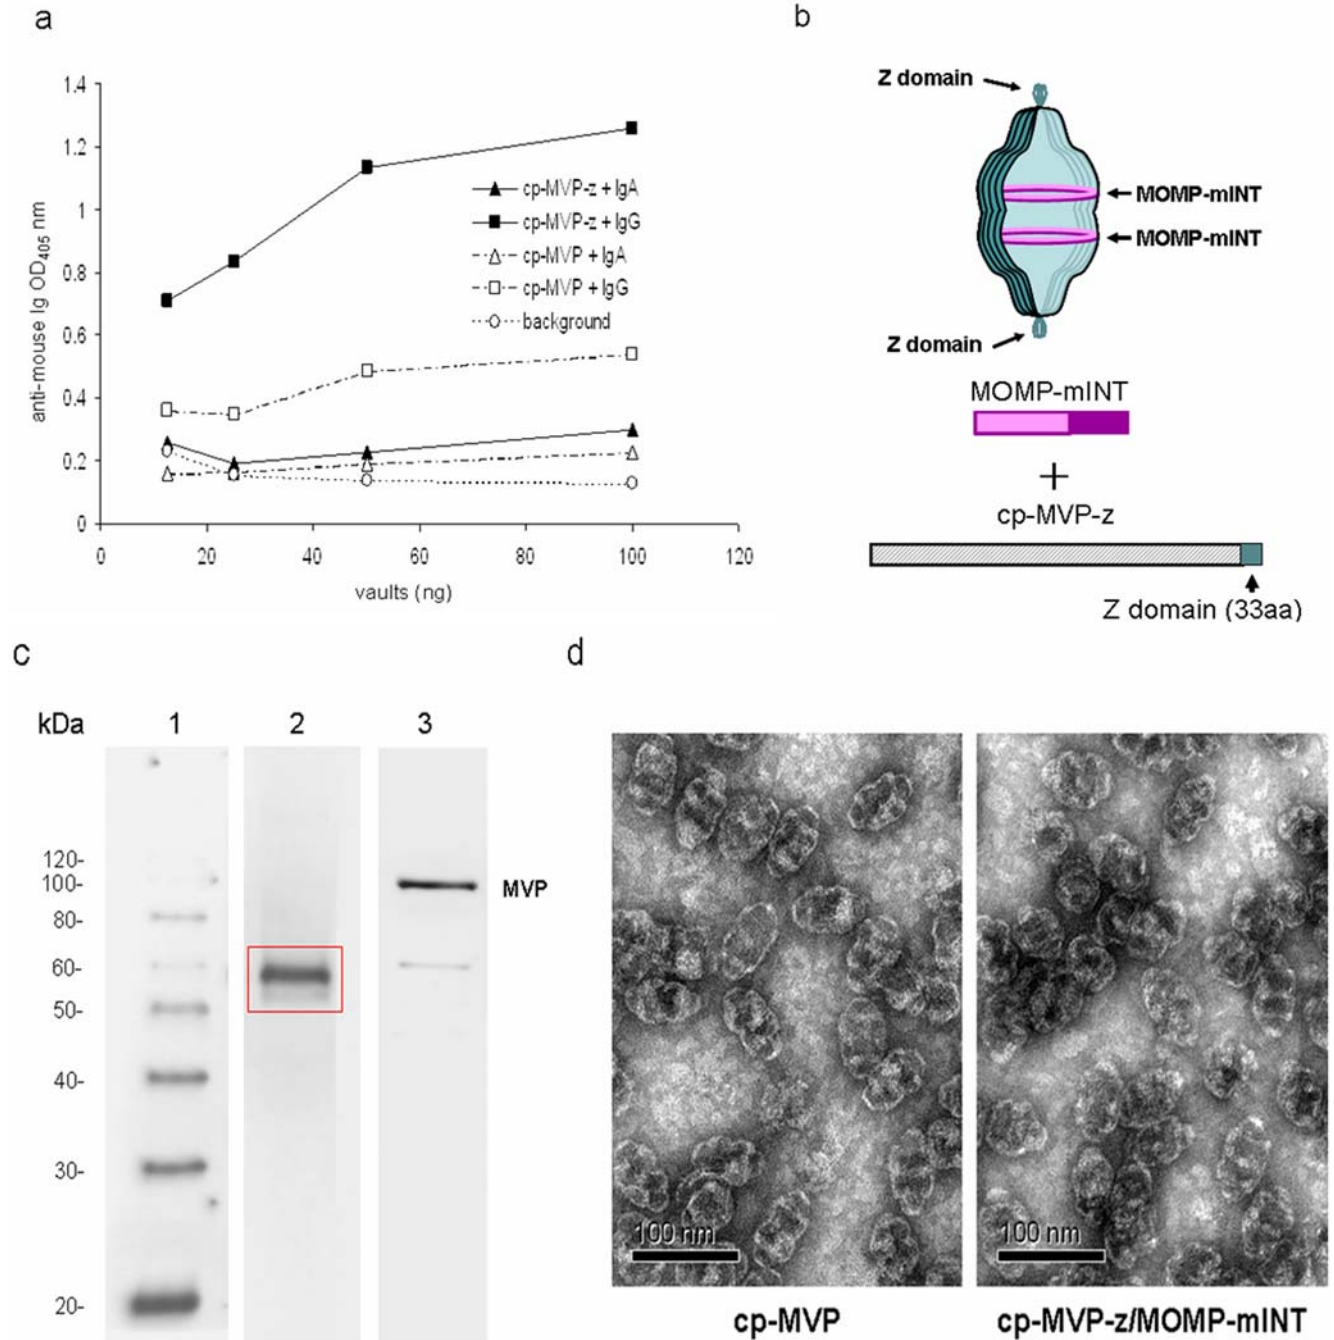 a
1.4
1.2
1
0.8
0.6
0.4
0.2
0
0 20 40 60 80 100 120
anti-mouse Ig OD405 nm
vaults (ng)
cp-MVP-z + IgA
cp-MVP-z + IgG
cp-MVP + IgA
cp-MVP + IgG
background
b
Z domain
MOMP-mINT
MOMP-mINT
Z domain
MOMP-mINT
+
cp-MVP-z
Z domain (33aa)
c
kDa 1 2 3
120-
100-
80-
60-
50-
40-
30-
20-
MVP
d
100 nm
100 nm
cp-MVP
cp-MVP-z/MOMP-mINT